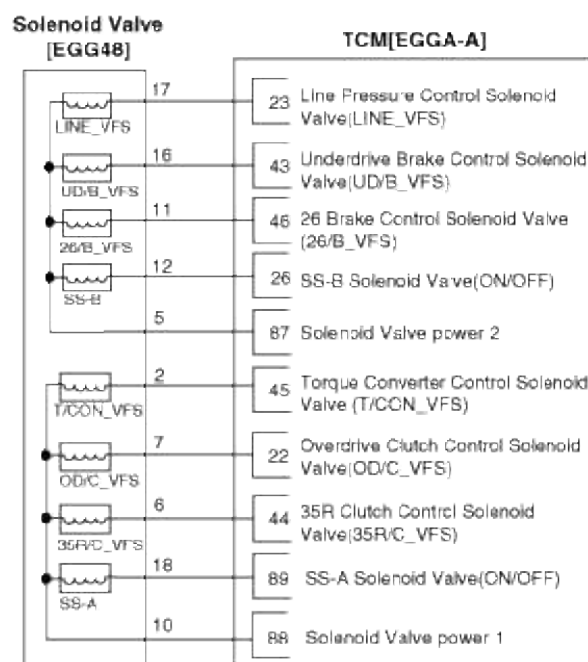 Solenoid Valve
[EGG48]
TCM[EGGA-A]
17
LINE_VFS
23
Line Pressure Control Solenoid
Valve(LINE_VFS)
16
UD/B_VFS
43
Underdrive Brake Control Solenoid
Valve(UD/B_VFS)
11
26/B_VFS
46
26 Brake Control Solenoid Valve
(26/B_VFS)
12
SS-B
26
SS-B Solenoid Valve(ON/OFF)
5
87
Solenoid Valve power 2
2
T/CON_VFS
45
Torque Converter Control Solenoid
Valve (T/CON_VFS)
7
OD/C_VFS
22
Overdrive Clutch Control Solenoid
Valve(OD/C_VFS)
6
35R/C_VFS
44
35R Clutch Control Solenoid
Valve(35R/C_VFS)
18
SS-A
89
SS-A Solenoid Valve(ON/OFF)
10
88
Solenoid Valve power 1